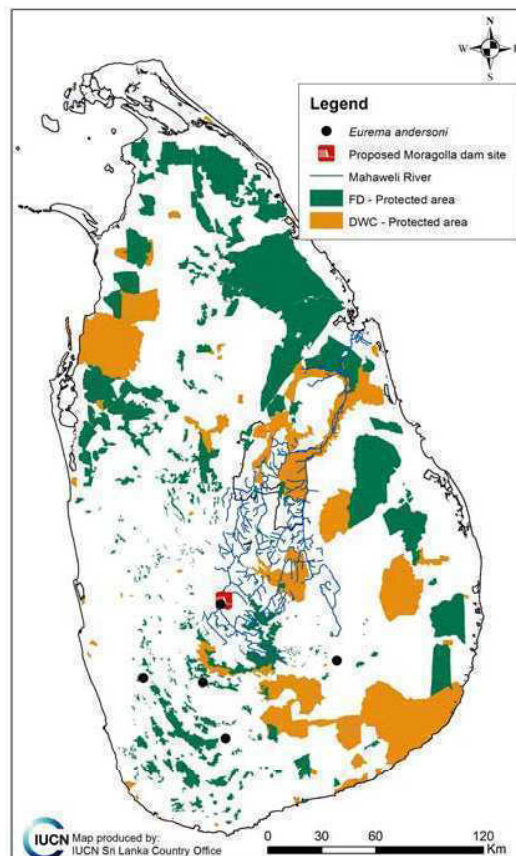 N
W
E
S
Legend
Eurema andersoni
Proposed Moragolla dam site
Mahaweli River
FD - Protected area
DWC - Protected area
IUCN
Map produced by:
IUCN Sri Lanka Country Office
0 30 60 120
Km